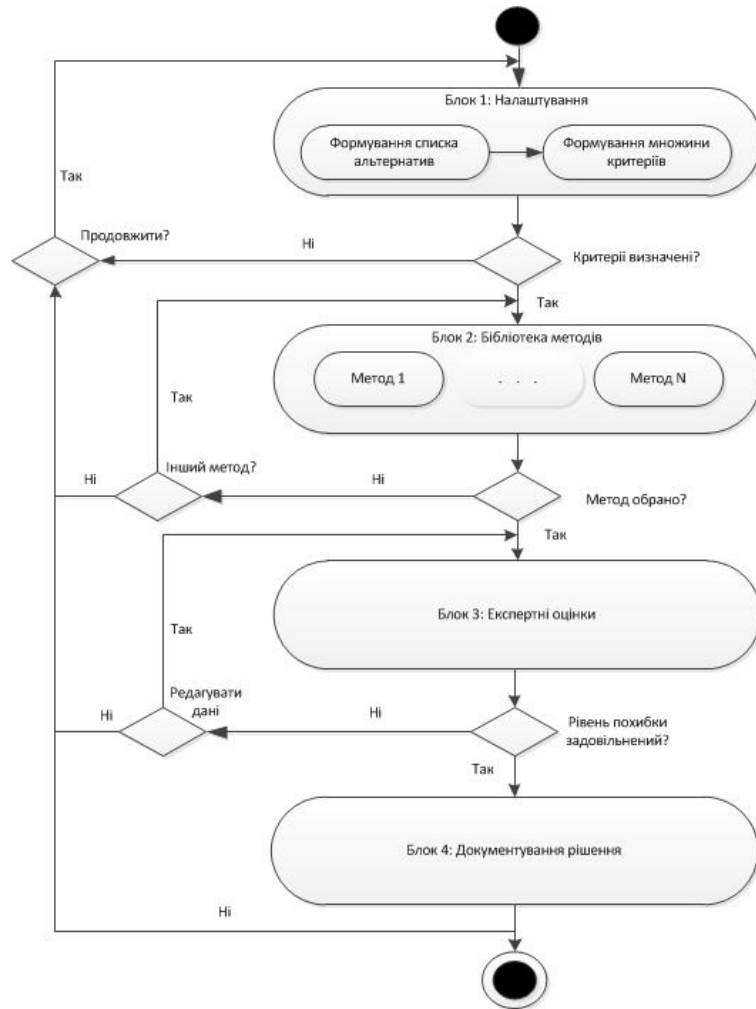 Блок 1: Налаштування
Формування списка
альтернатив
Формування множини
критеріїв
Так
Продовжити?
Ні
Критерії визначені?
Так
Блок 2: Бібліотека методів
Метод 1
. . .
Метод N
Так
Інший метод?
Ні
Ні
Метод обрано?
Так
Блок 3: Експертні оцінки
Так
Редагувати
дані
Ні
Ні
Рівень похибки
задовільнений?
Так
Блок 4: Документування рішення
Ні